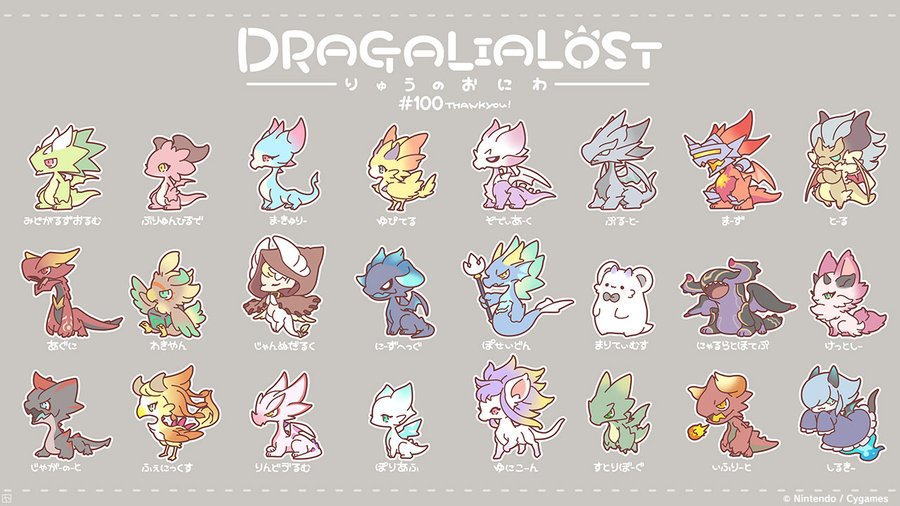 DRAGALIALOST
りゅうのおにわ
#100 THANKYOU!
みどがるずおるむ ぶりゅんひるで まーきゅりー ゆぴてる ぞでぃあーく ぷるーとー まーず とーる
あぐに わきやん じゃんぬだるく にーずへっぐ ぽせいどん まりてぃむす にゃるらとほてぷ けっとしー
じゃがーのーと ふぇにっくす りんどヴるむ ぽりあふ ゆにこーん すとりぼーぐ いふりーと しるきー
© Nintendo / Cygames